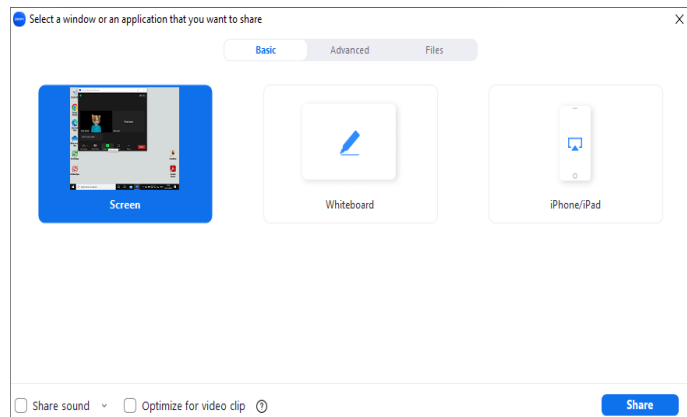 Select a window or an application that you want to share
Basic Advanced Files
Screen Whiteboard iPhone/iPad
Share sound Optimize for video clip Share